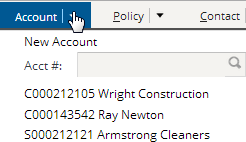 Account Policy Contact
New Account
Acct #:
C000212105 Wright Construction
C000143542 Ray Newton
S000212121 Armstrong Cleaners